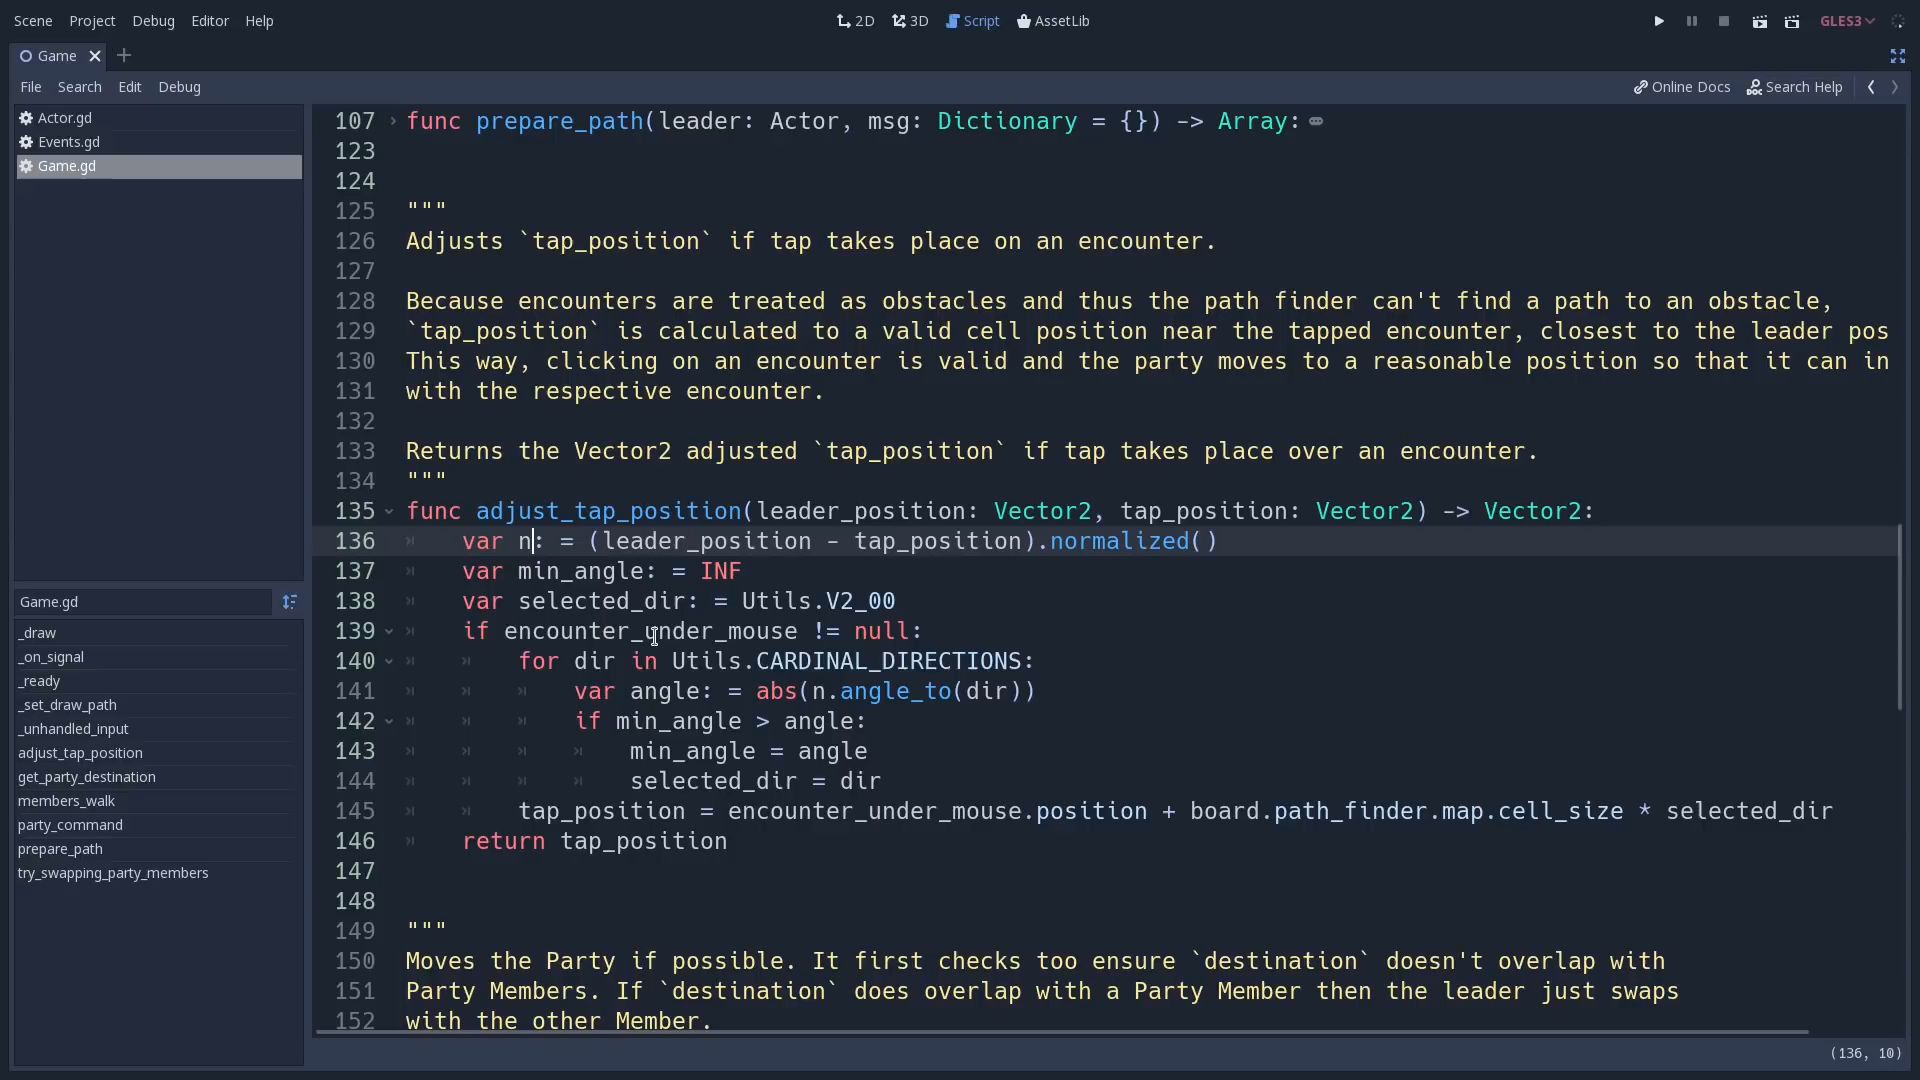 Scene Project Debug Editor Help 2D 3D Script AssetLib GLES3
Game
File Search Edit Debug Online Docs Search Help
Actor.gd
Events.gd
Game.gd
Game.gd
_draw
_on_signal
_ready
_set_draw_path
_unhandled_input
adjust_tap_position
get_party_destination
members_walk
party_command
prepare_path
try_swapping_party_members
107 func prepare_path(leader: Actor, msg: Dictionary = {}) -> Array:
123
124
125 """
126 Adjusts `tap_position` if tap takes place on an encounter.
127
128 Because encounters are treated as obstacles and thus the path finder can't find a path to an obstacle,
129 `tap_position` is calculated to a valid cell position near the tapped encounter, closest to the leader pos
130 This way, clicking on an encounter is valid and the party moves to a reasonable position so that it can in
131 with the respective encounter.
132
133 Returns the Vector2 adjusted `tap_position` if tap takes place over an encounter.
134 """
135 func adjust_tap_position(leader_position: Vector2, tap_position: Vector2) -> Vector2:
136 var n: = (leader_position - tap_position).normalized()
137 var min_angle: = INF
138 var selected_dir: = Utils.V2_00
139 if encounter_under_mouse != null:
140 for dir in Utils.CARDINAL_DIRECTIONS:
141 var angle: = abs(n.angle_to(dir))
142 if min_angle > angle:
143 min_angle = angle
144 selected_dir = dir
145 tap_position = encounter_under_mouse.position + board.path_finder.map.cell_size * selected_dir
146 return tap_position
147
148
149 """
150 Moves the Party if possible. It first checks too ensure `destination` doesn't overlap with
151 Party Members. If `destination` does overlap with a Party Member then the leader just swaps
152 with the other Member.
(136, 10)